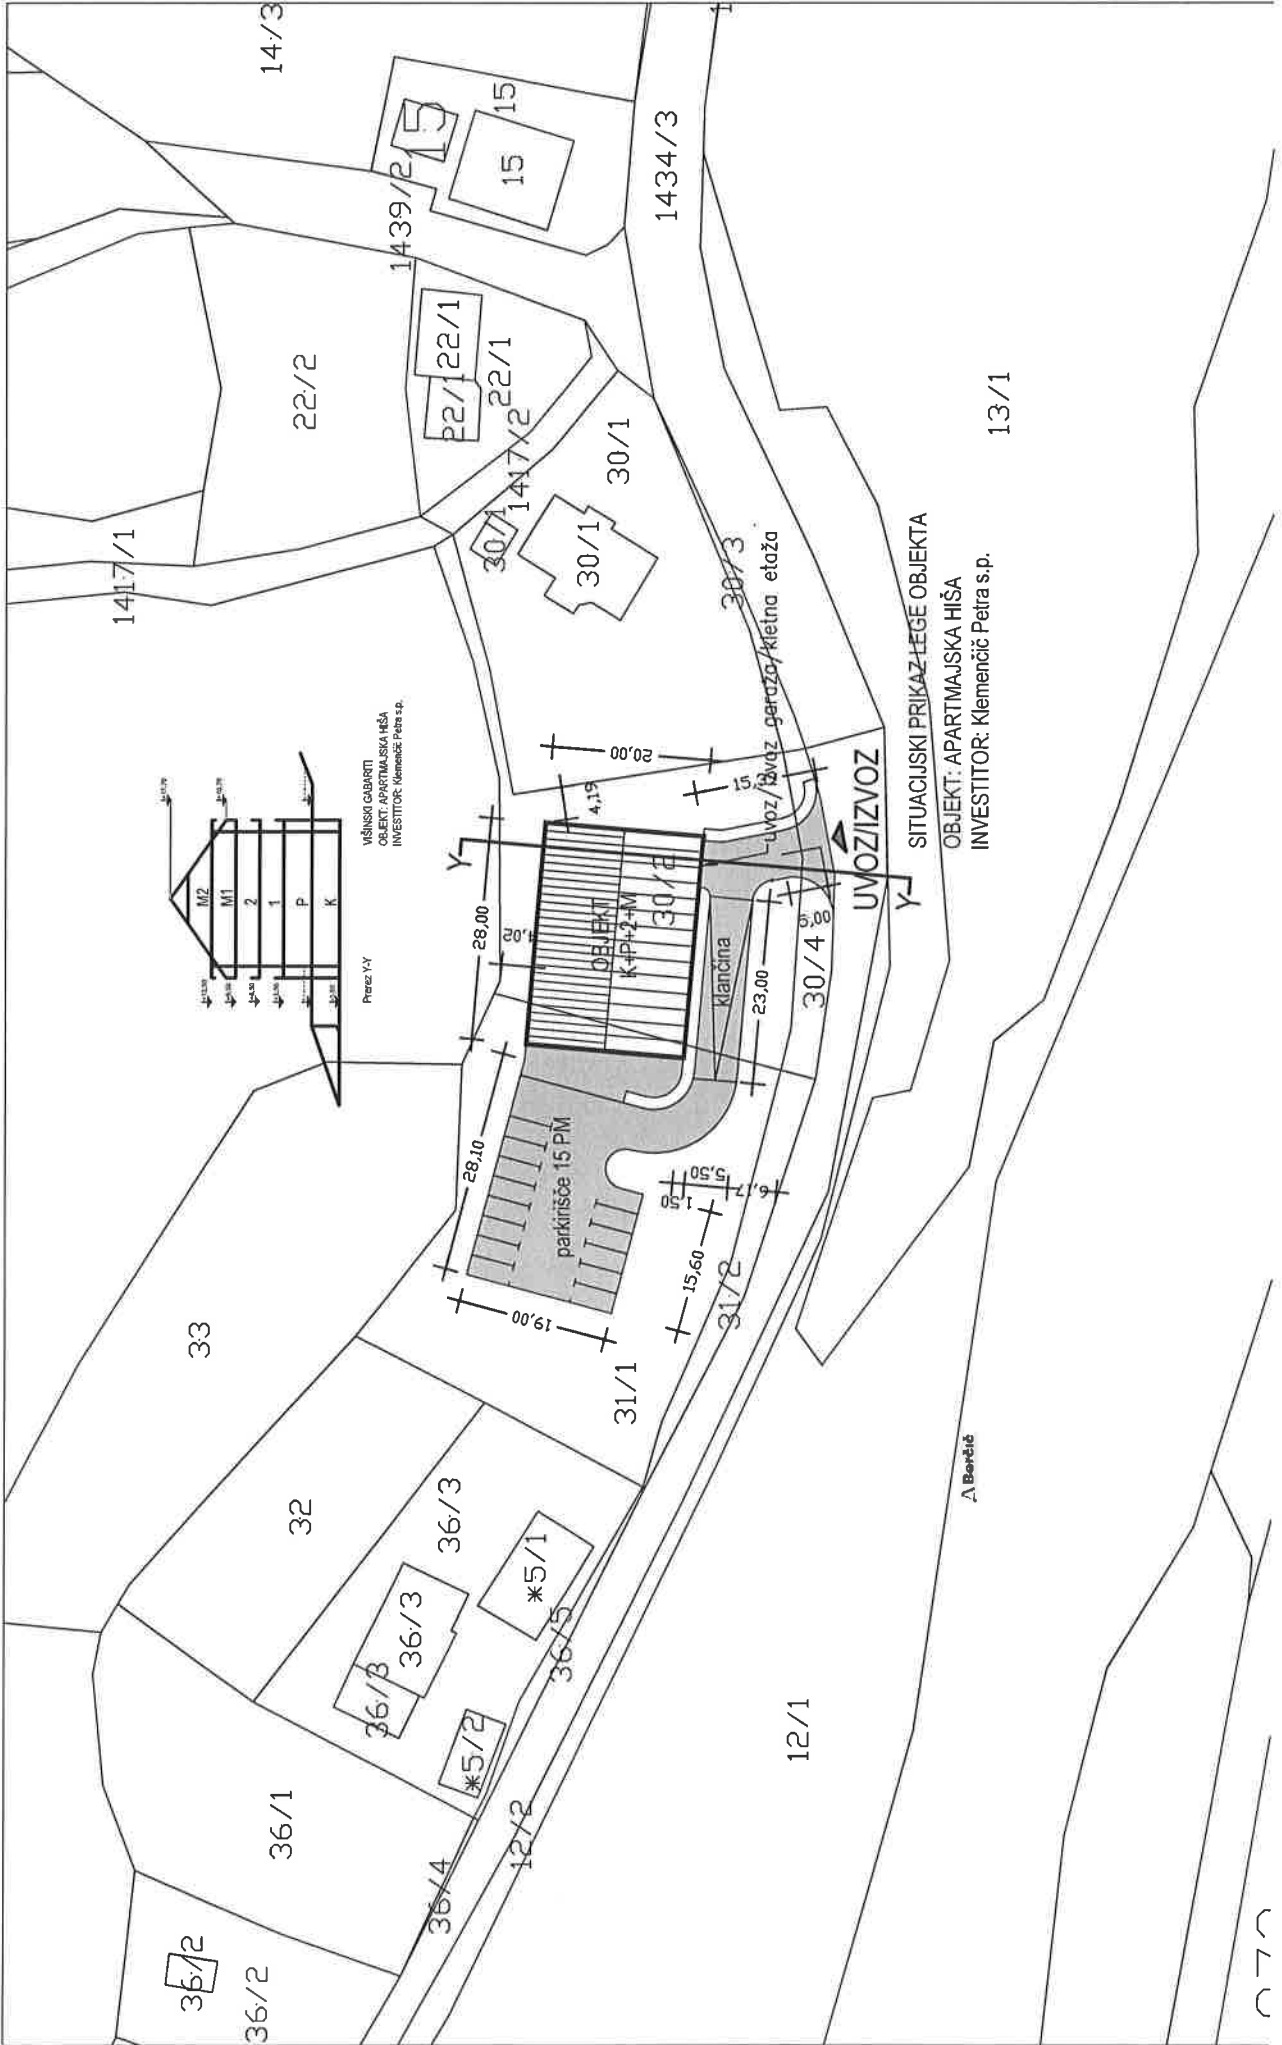 14/3
15
15
15
1439/2
1434/3
22/2
22/1
22/1
22/1
1417/2
1417/1
30/1
30/1
30/1
30/3
13/1
uvoz/izvoz garaža/kletna etaža
SITUACIJSKI PRIKAZ LEGE OBJEKTA
OBJEKT: APARTMAJSKA HIŠA
INVESTITOR: Klemenčič Petra s.p.
VIŠINSKI GABARITI
OBJEKT: APARTMAJSKA HIŠA
INVESTITOR: Klemenčič Petra s.p.
M2
M1
2
1
P
K
Prerez Y-Y
20,00
4,19
28,00
4,02
Y
OBJEKT
K+P+2+M
30/2
klančina
23,00
5,00
30/4
UVOZ/IZVOZ
Y
28,10
parkirišče 15 PM
19,00
1,50
5,50
6,17
15,60
31/2
31/1
33
32
36/3
36/3
36/3
*5/1
*5/2
36/5
36/1
36/4
12/2
12/1
36/2
36/2
Berčič